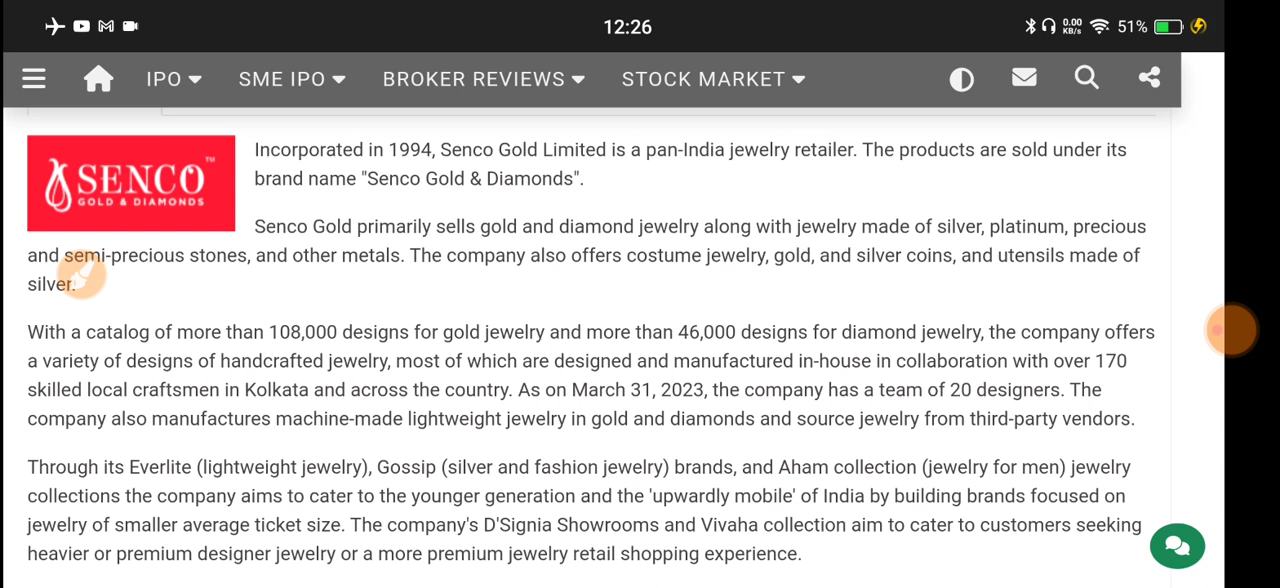 12:26
0.00
KB/s
51%
IPO
SME IPO
BROKER REVIEWS
STOCK MARKET
SENCO™
GOLD & DIAMONDS
Incorporated in 1994, Senco Gold Limited is a pan-India jewelry retailer. The products are sold under its
brand name "Senco Gold & Diamonds".
Senco Gold primarily sells gold and diamond jewelry along with jewelry made of silver, platinum, precious
and semi-precious stones, and other metals. The company also offers costume jewelry, gold, and silver coins, and utensils made of
silver.
With a catalog of more than 108,000 designs for gold jewelry and more than 46,000 designs for diamond jewelry, the company offers
a variety of designs of handcrafted jewelry, most of which are designed and manufactured in-house in collaboration with over 170
skilled local craftsmen in Kolkata and across the country. As on March 31, 2023, the company has a team of 20 designers. The
company also manufactures machine-made lightweight jewelry in gold and diamonds and source jewelry from third-party vendors.
Through its Everlite (lightweight jewelry), Gossip (silver and fashion jewelry) brands, and Aham collection (jewelry for men) jewelry
collections the company aims to cater to the younger generation and the 'upwardly mobile' of India by building brands focused on
jewelry of smaller average ticket size. The company's D'Signia Showrooms and Vivaha collection aim to cater to customers seeking
heavier or premium designer jewelry or a more premium jewelry retail shopping experience.